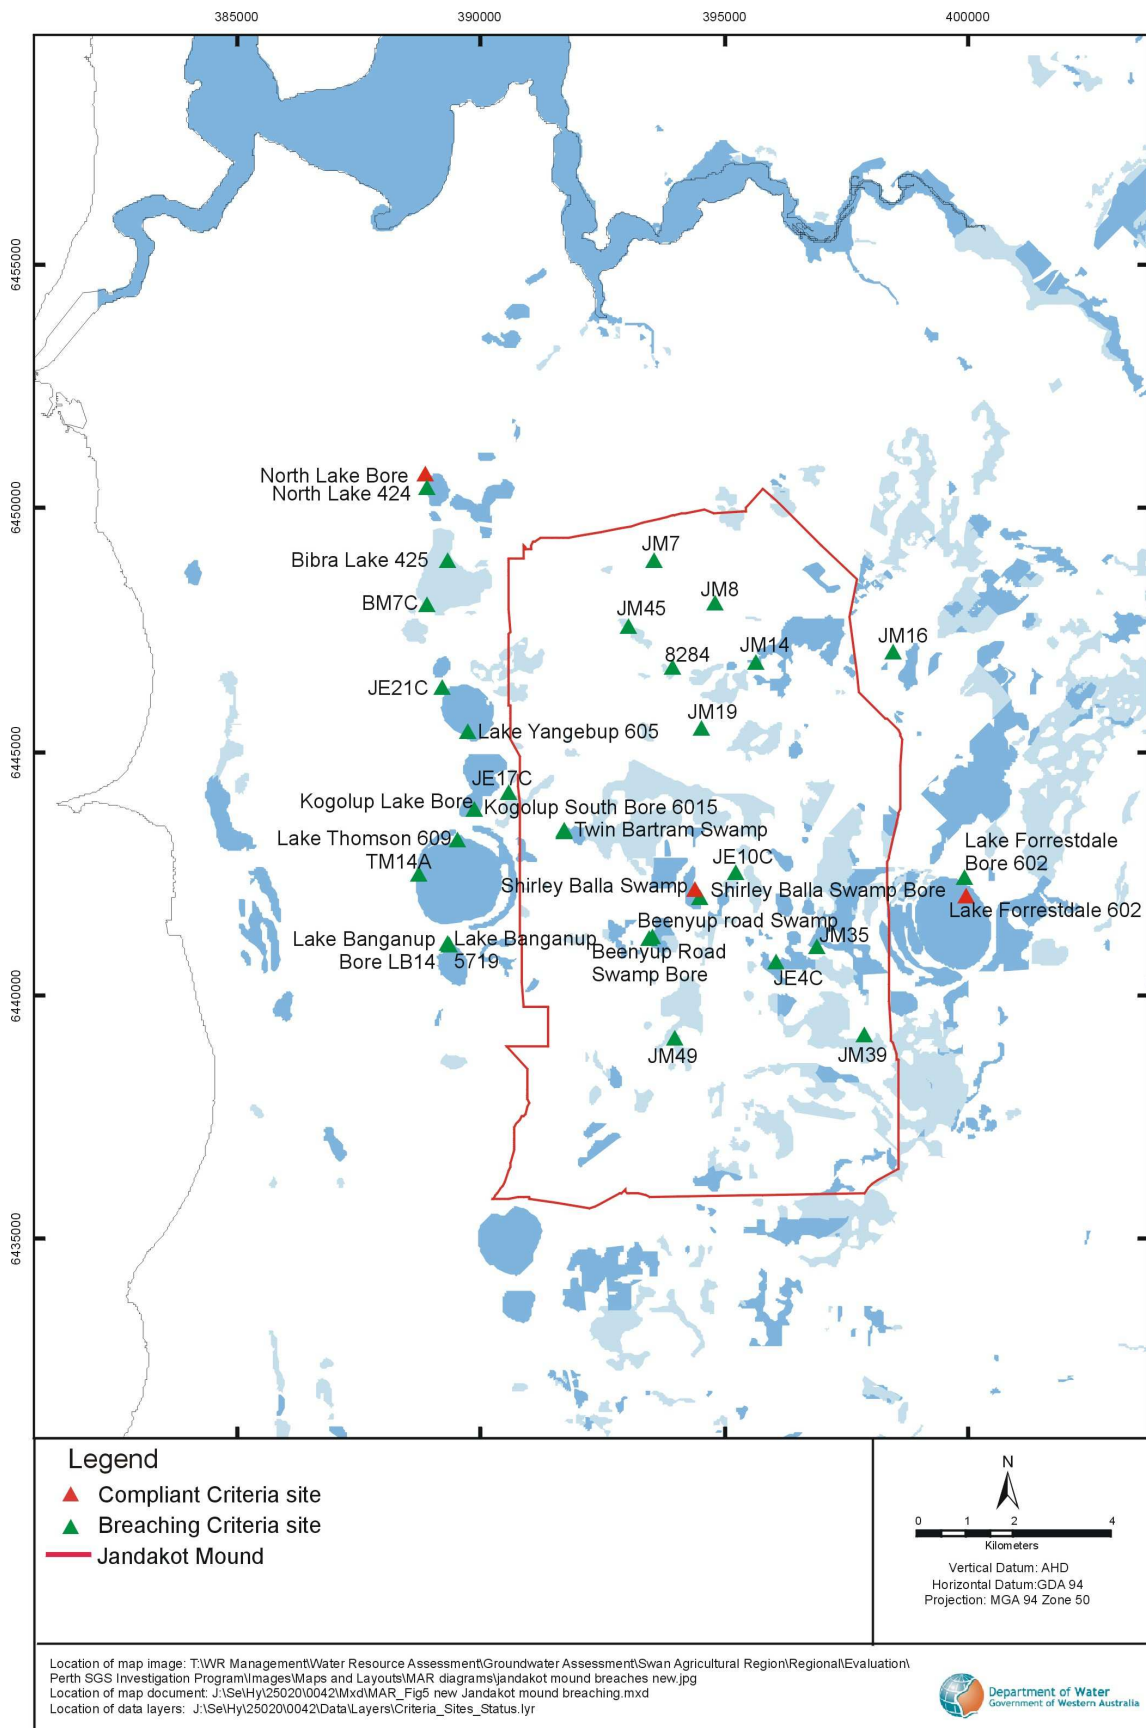 385000
390000
395000
400000
6455000
6450000
6445000
6440000
6435000
North Lake Bore
North Lake 424
Bibra Lake 425
BM7C
JE21C
Lake Yangebup 605
JE17C
Kogolup Lake Bore
Kogolup South Bore 6015
Lake Thomson 609
TM14A
Lake Banganup
Bore LB14
Lake Banganup
5719
JM7
JM8
JM45
8284
JM14
JM16
JM19
Twin Bartram Swamp
JE10C
Shirley Balla Swamp
Shirley Balla Swamp Bore
Beenyup road Swamp
Beenyup Road
Swamp Bore
JM35
JE4C
JM49
JM39
Lake Forrestdale
Bore 602
Lake Forrestdale 602
Legend
Compliant Criteria site
Breaching Criteria site
Jandakot Mound
N
0 1 2 4
Kilometers
Vertical Datum: AHD
Horizontal Datum:GDA 94
Projection: MGA 94 Zone 50
Location of map image: T:\WR Management\Water Resource Assessment\Groundwater Assessment\Swan Agricultural Region\Regional\Evaluation\
Perth SGS Investigation Program\Images\Maps and Layouts\MAR diagrams\jandakot mound breaches new.jpg
Location of map document: J:\Se\Hy\25020\0042\Mxd\MAR_Fig5 new Jandakot mound breaching.mxd
Location of data layers: J:\Se\Hy\25020\0042\Data\Layers\Criteria_Sites_Status.lyr
Department of Water
Government of Western Australia